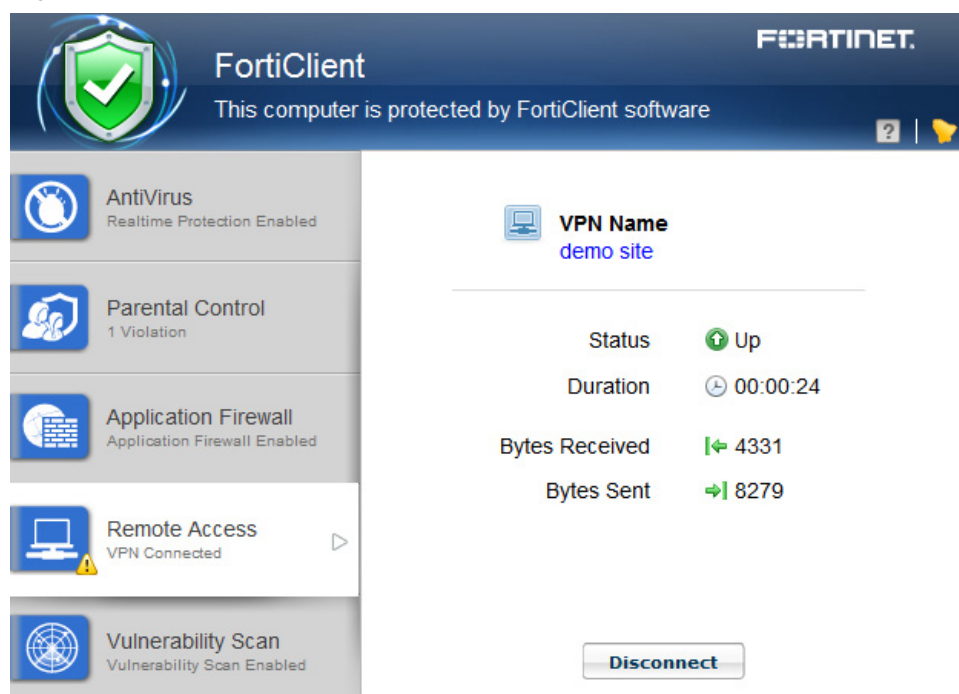 FORTINET.
FortiClient
This computer is protected by FortiClient software
?
AntiVirus
Realtime Protection Enabled
Parental Control
1 Violation
Application Firewall
Application Firewall Enabled
Remote Access
VPN Connected
Vulnerability Scan
Vulnerability Scan Enabled
VPN Name
demo site
Status Up
Duration 00:00:24
Bytes Received 4331
Bytes Sent 8279
Disconnect